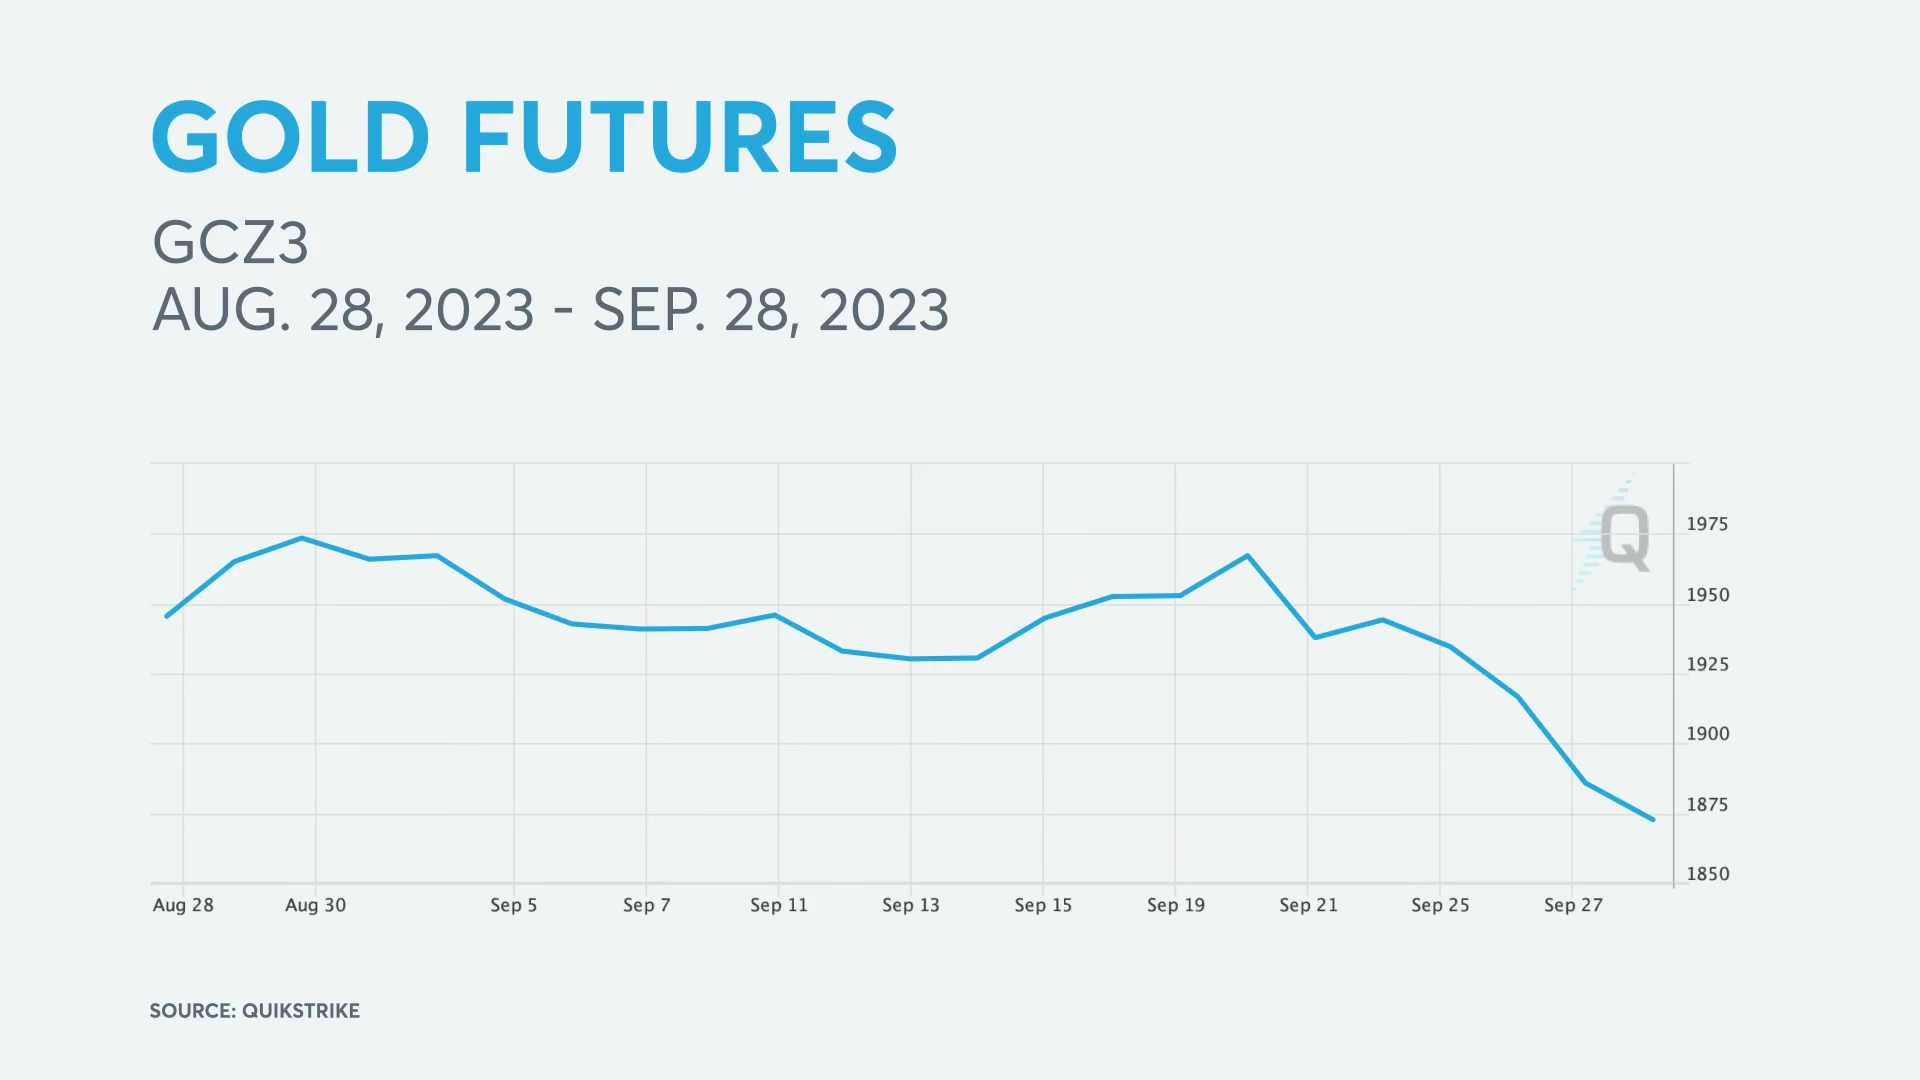 GOLD FUTURES
GCZ3
AUG. 28, 2023 - SEP. 28, 2023
Q
1975
1950
1925
1900
1875
1850
Aug 28 Aug 30 Sep 5 Sep 7 Sep 11 Sep 13 Sep 15 Sep 19 Sep 21 Sep 25 Sep 27
SOURCE: QUIKSTRIKE